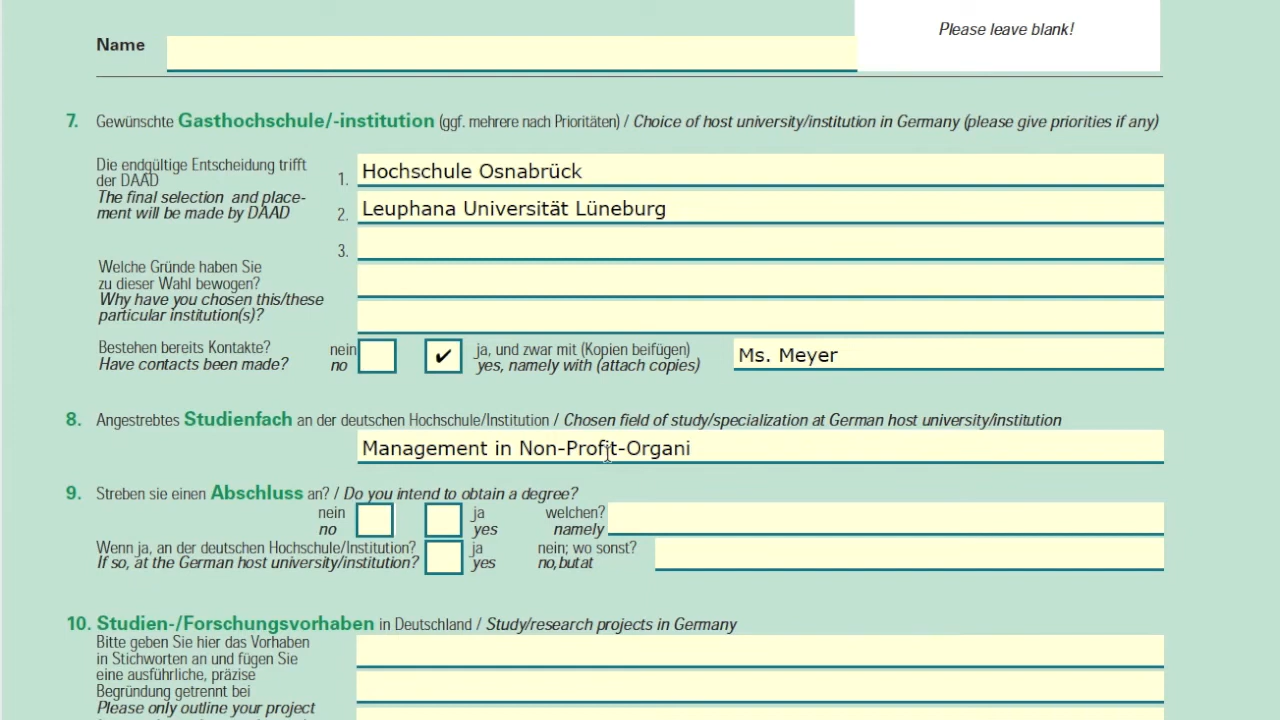 Name
Please leave blank!
7. Gewünschte Gasthochschule/-institution (ggf. mehrere nach Prioritäten) / Choice of host university/institution in Germany (please give priorities if any)
Die endgültige Entscheidung trifft
der DAAD
The final selection and place-
ment will be made by DAAD
1. Hochschule Osnabrück
2. Leuphana Universität Lüneburg
3.
Welche Gründe haben Sie
zu dieser Wahl bewogen?
Why have you chosen this/these
particular institution(s)?
Bestehen bereits Kontakte?
Have contacts been made?
nein
no
✔
ja, und zwar mit (Kopien beifügen)
yes, namely with (attach copies)
Ms. Meyer
8. Angestrebtes Studienfach an der deutschen Hochschule/Institution / Chosen field of study/specialization at German host university/institution
Management in Non-Profit-Organi
9. Streben sie einen Abschluss an? / Do you intend to obtain a degree?
nein
no
ja
yes
welchen?
namely
Wenn ja, an der deutschen Hochschule/Institution?
If so, at the German host university/institution?
ja
yes
nein; wo sonst?
no,butat
10. Studien-/Forschungsvorhaben in Deutschland / Study/research projects in Germany
Bitte geben Sie hier das Vorhaben
in Stichworten an und fügen Sie
eine ausführliche, präzise
Begründung getrennt bei
Please only outline your project